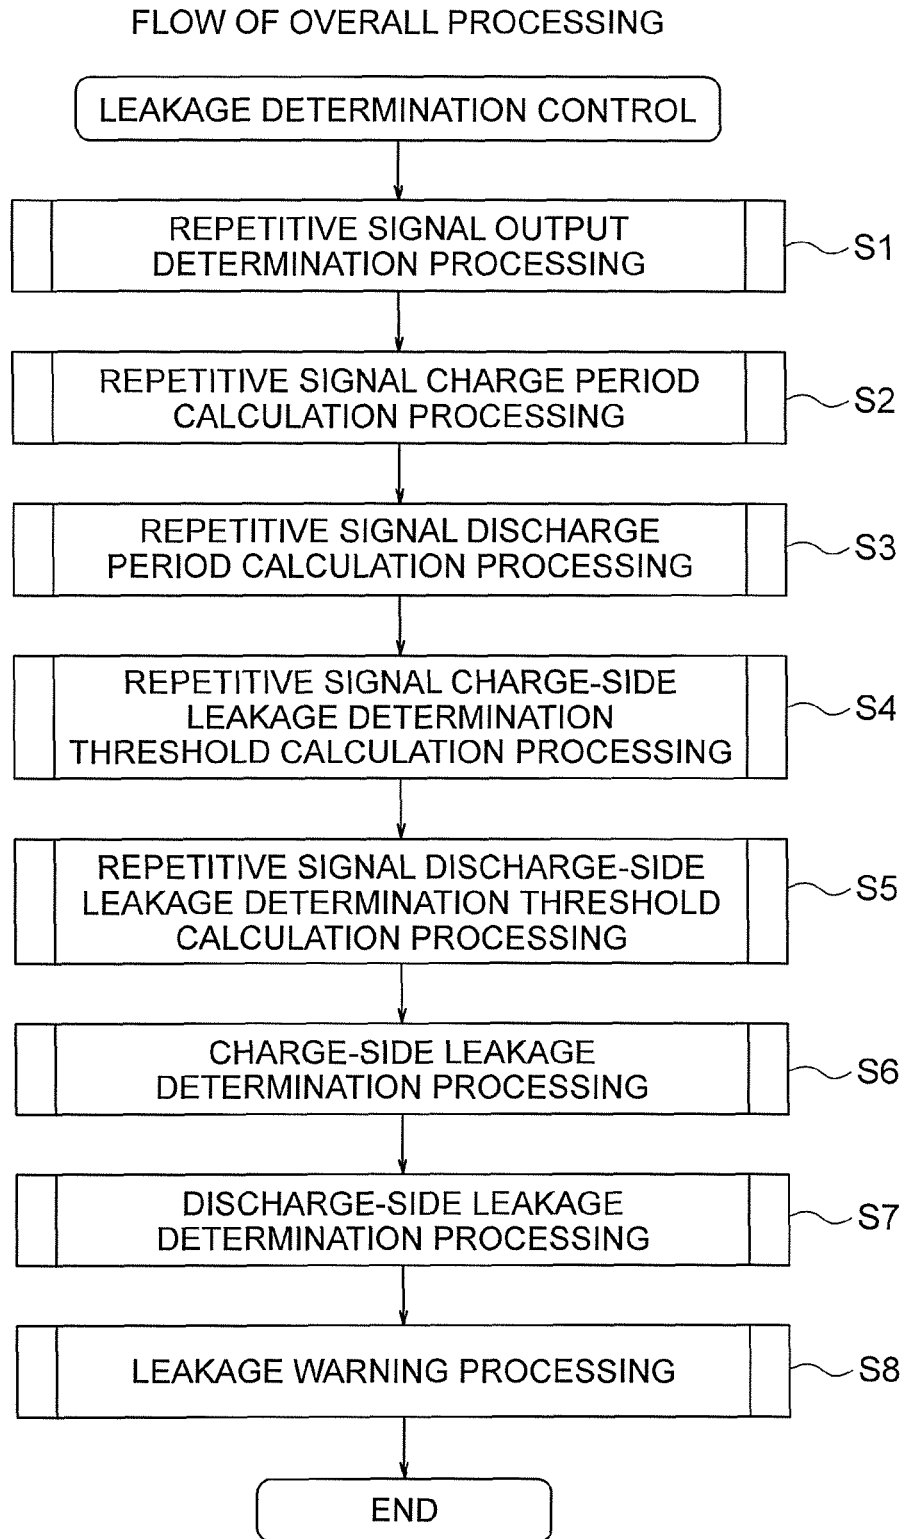 FLOW OF OVERALL PROCESSING
LEAKAGE DETERMINATION CONTROL
REPETITIVE SIGNAL OUTPUT
DETERMINATION PROCESSING
S1
REPETITIVE SIGNAL CHARGE PERIOD
CALCULATION PROCESSING
S2
REPETITIVE SIGNAL DISCHARGE
PERIOD CALCULATION PROCESSING
S3
REPETITIVE SIGNAL CHARGE-SIDE
LEAKAGE DETERMINATION
THRESHOLD CALCULATION PROCESSING
S4
REPETITIVE SIGNAL DISCHARGE-SIDE
LEAKAGE DETERMINATION THRESHOLD
CALCULATION PROCESSING
S5
CHARGE-SIDE LEAKAGE
DETERMINATION PROCESSING
S6
DISCHARGE-SIDE LEAKAGE
DETERMINATION PROCESSING
S7
LEAKAGE WARNING PROCESSING
S8
END